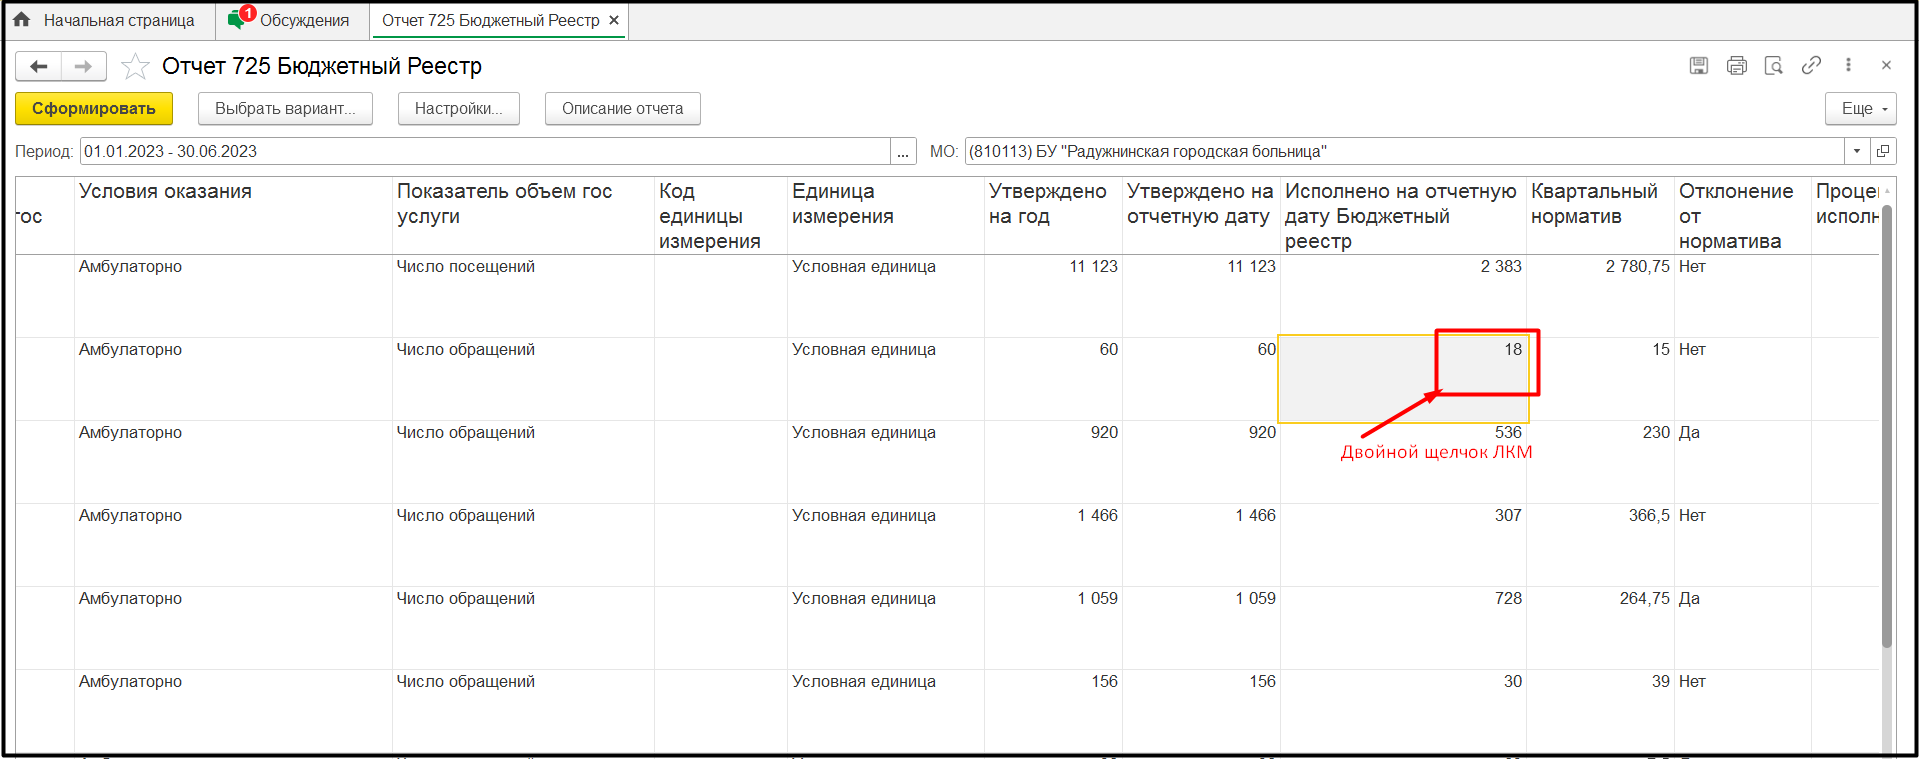 Начальная страница
1
Обсуждения
Отчет 725 Бюджетный Реестр
Отчет 725 Бюджетный Реестр
Сформировать
Выбрать вариант...
Настройки...
Описание отчета
Еще
Период: 01.01.2023 - 30.06.2023 ... МО: (810113) БУ "Радужнинская городская больница"
гос
Условия оказания
Показатель объем гос
услуги
Код
единицы
измерения
Единица
измерения
Утверждено
на год
Утверждено на
отчетную дату
Исполнено на отчетную
дату Бюджетный
реестр
Квартальный
норматив
Отклонение
от
норматива
Амбулаторно Число посещений Условная единица 11 123 11 123 2 383 2 780,75 Нет
Амбулаторно Число обращений Условная единица 60 60 18 15 Нет
Амбулаторно Число обращений Условная единица 920 920 536 230 Да
Двойной щелчок ЛКМ
Амбулаторно Число обращений Условная единица 1 466 1 466 307 366,5 Нет
Амбулаторно Число обращений Условная единица 1 059 1 059 728 264,75 Да
Амбулаторно Число обращений Условная единица 156 156 30 39 Нет